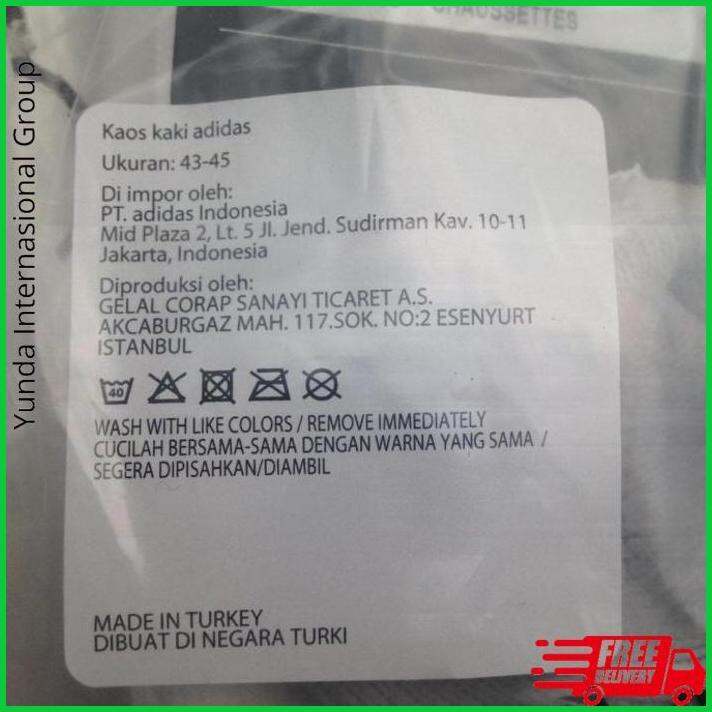 CHAUSSETTES
Yunda Internasional Group
Kaos kaki adidas
Ukuran: 43-45
Di impor oleh:
PT. adidas Indonesia
Mid Plaza 2, Lt. 5 Jl. Jend. Sudirman Kav. 10-11
Jakarta, Indonesia
Diproduksi oleh:
GELAL CORAP SANAYI TICARET A.S.
AKCABURGAZ MAH. 117.SOK. NO:2 ESENYURT
ISTANBUL
40
WASH WITH LIKE COLORS / REMOVE IMMEDIATELY
CUCILAH BERSAMA-SAMA DENGAN WARNA YANG SAMA /
SEGERA DIPISAHKAN/DIAMBIL
MADE IN TURKEY
DIBUAT DI NEGARA TURKI
FREE
DELIVERY